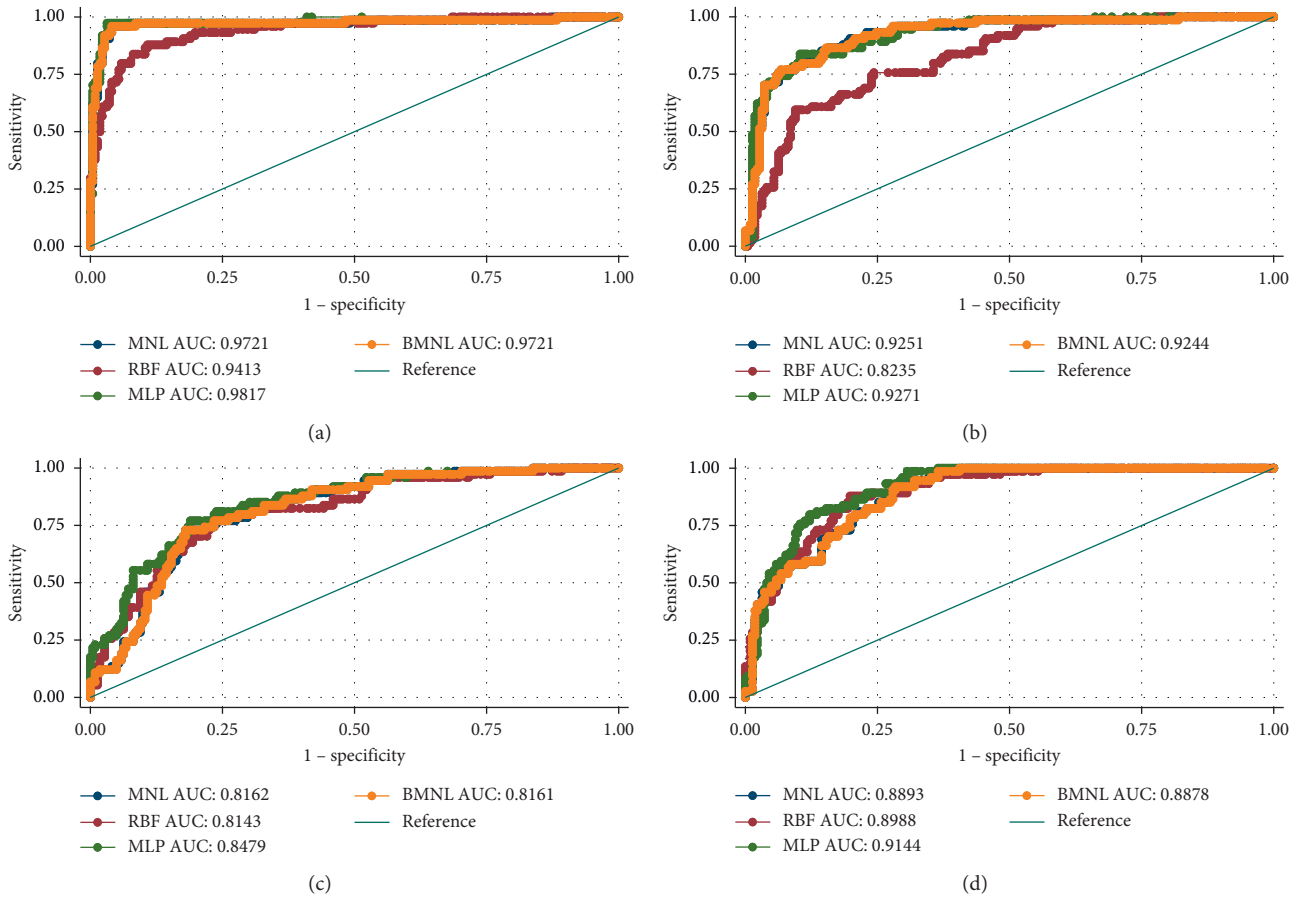 1.00
0.75
0.50
0.25
0.00
Sensitivity
0.00 0.25 0.50 0.75 1.00
1 – specificity
MNL AUC: 0.9721
RBF AUC: 0.9413
MLP AUC: 0.9817
BMNL AUC: 0.9721
Reference
(a)
1.00
0.75
0.50
0.25
0.00
Sensitivity
0.00 0.25 0.50 0.75 1.00
1 – specificity
MNL AUC: 0.9251
RBF AUC: 0.8235
MLP AUC: 0.9271
BMNL AUC: 0.9244
Reference
(b)
1.00
0.75
0.50
0.25
0.00
Sensitivity
0.00 0.25 0.50 0.75 1.00
1 – specificity
MNL AUC: 0.8162
RBF AUC: 0.8143
MLP AUC: 0.8479
BMNL AUC: 0.8161
Reference
(c)
1.00
0.75
0.50
0.25
0.00
Sensitivity
0.00 0.25 0.50 0.75 1.00
1 – specificity
MNL AUC: 0.8893
RBF AUC: 0.8988
MLP AUC: 0.9144
BMNL AUC: 0.8878
Reference
(d)